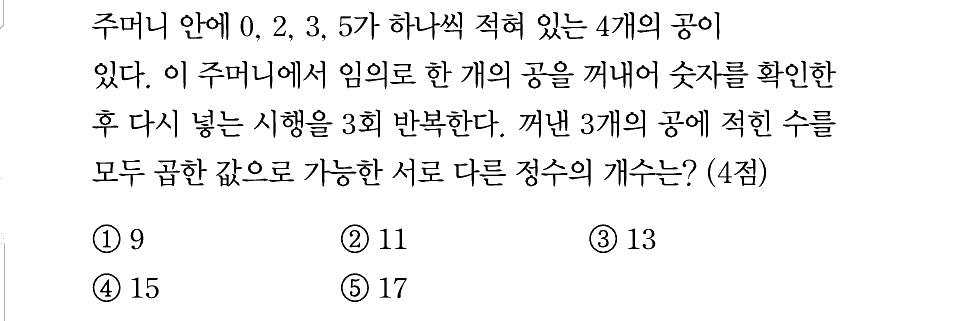 주머니 안에 0, 2, 3, 5가 하나씩 적혀 있는 4개의 공이
있다. 이 주머니에서 임의로 한 개의 공을 꺼내어 숫자를 확인한
후 다시 넣는 시행을 3회 반복한다. 꺼낸 3개의 공에 적힌 수를
모두 곱한 값으로 가능한 서로 다른 정수의 개수는? (4점)
① 9 ② 11 ③ 13
④ 15 ⑤ 17